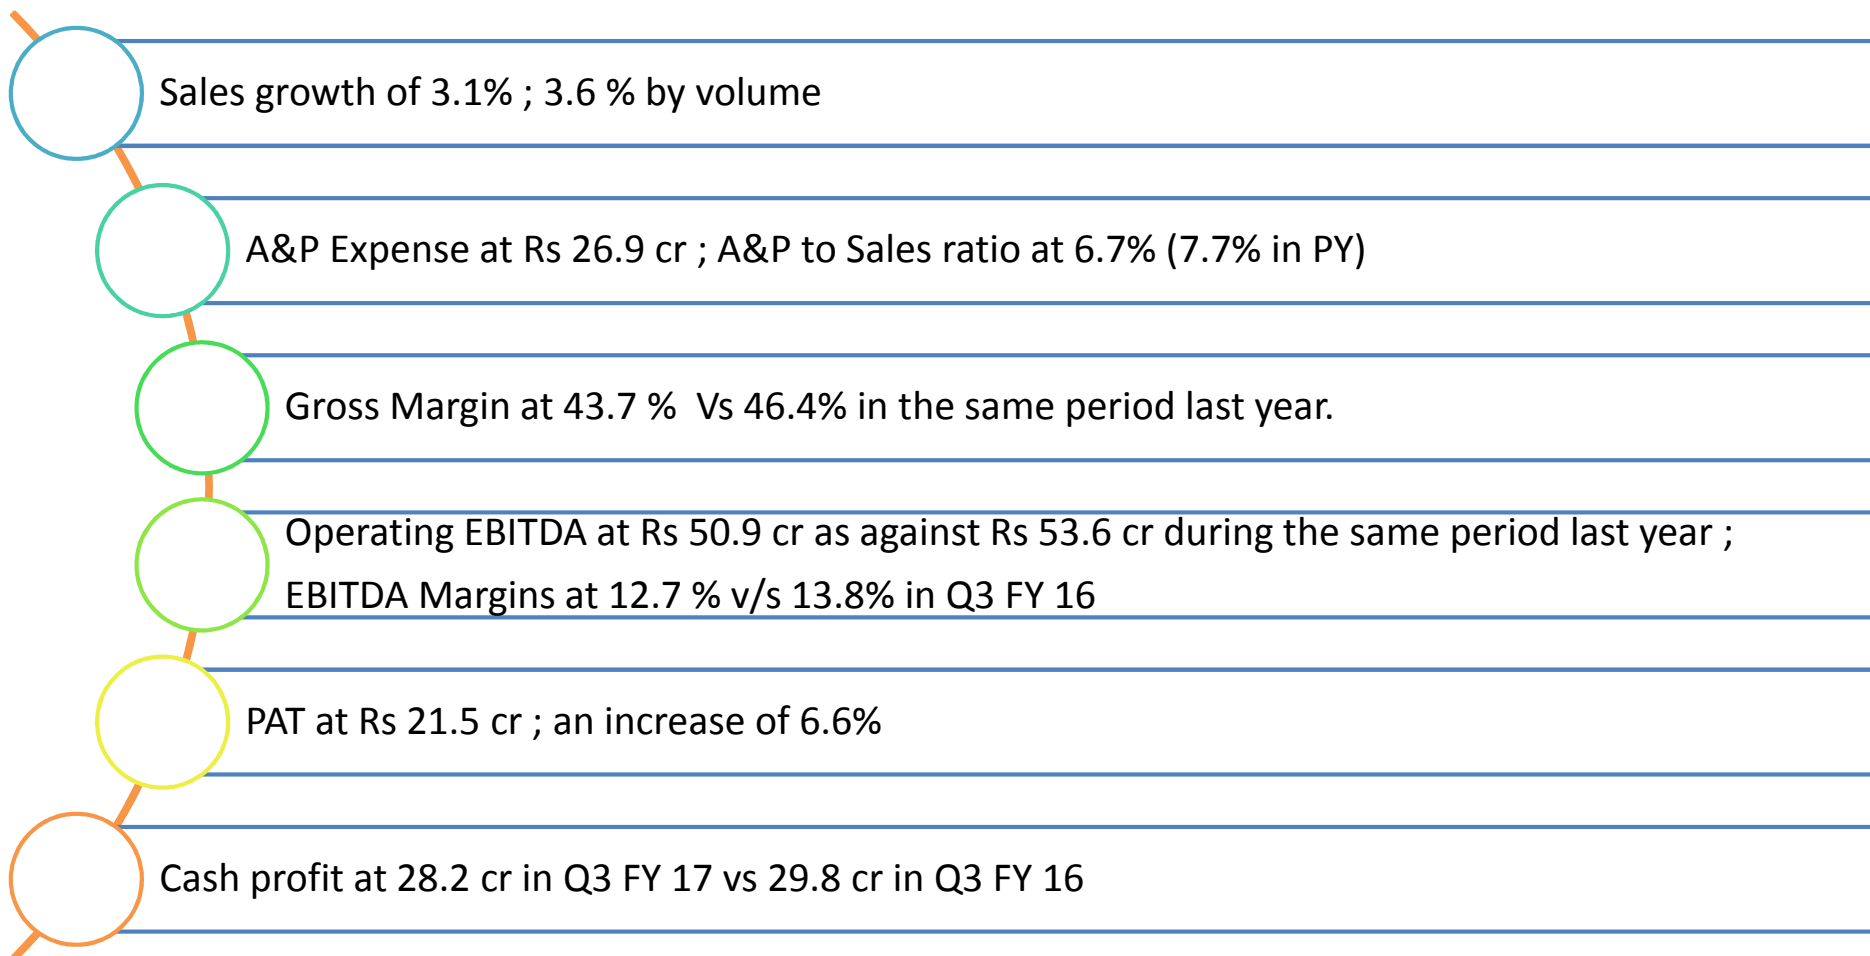 Sales growth of 3.1% ; 3.6 % by volume
A&P Expense at Rs 26.9 cr ; A&P to Sales ratio at 6.7% (7.7% in PY)
Gross Margin at 43.7 %  Vs 46.4% in the same period last year.
Operating EBITDA at Rs 50.9 cr as against Rs 53.6 cr during the same period last year ;
EBITDA Margins at 12.7 % v/s 13.8% in Q3 FY 16
PAT at Rs 21.5 cr ; an increase of 6.6%
Cash profit at 28.2 cr in Q3 FY 17 vs 29.8 cr in Q3 FY 16